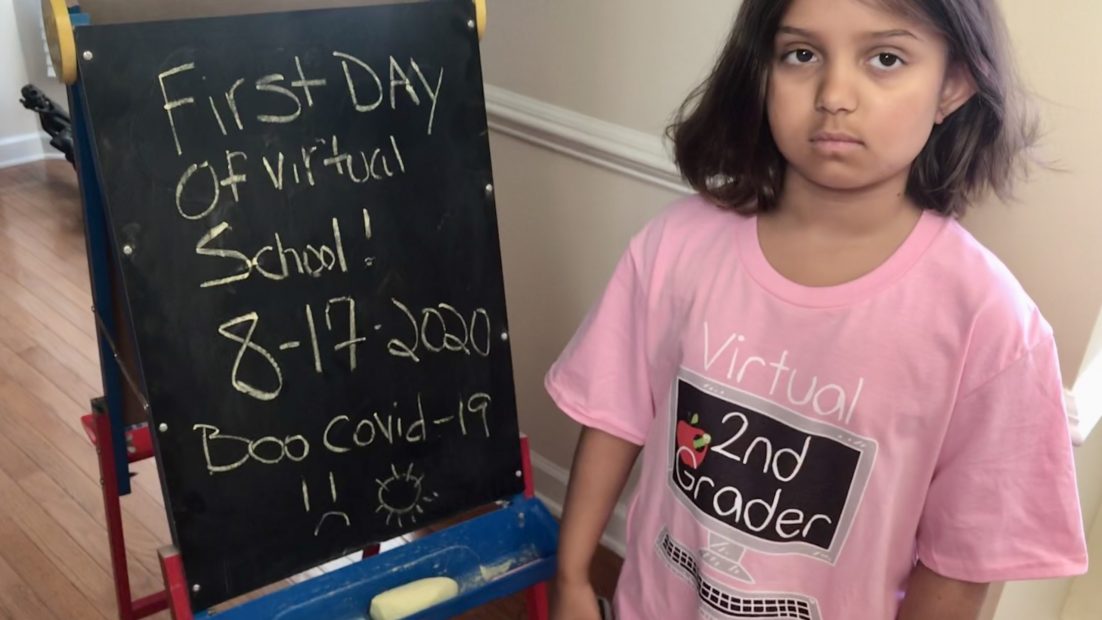 First DAY
Of virtual
School!
8-17-2020
Boo Covid-19
Virtual
2nd
Grader